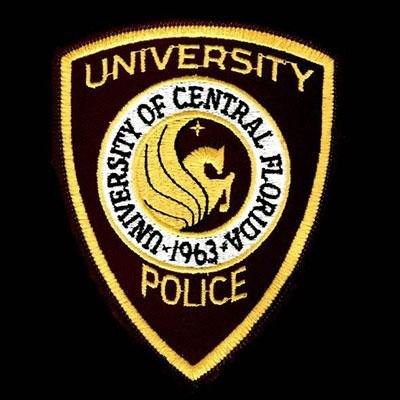 UNIVERSITY
UNIVERSITY OF CENTRAL FLORIDA
1963
POLICE